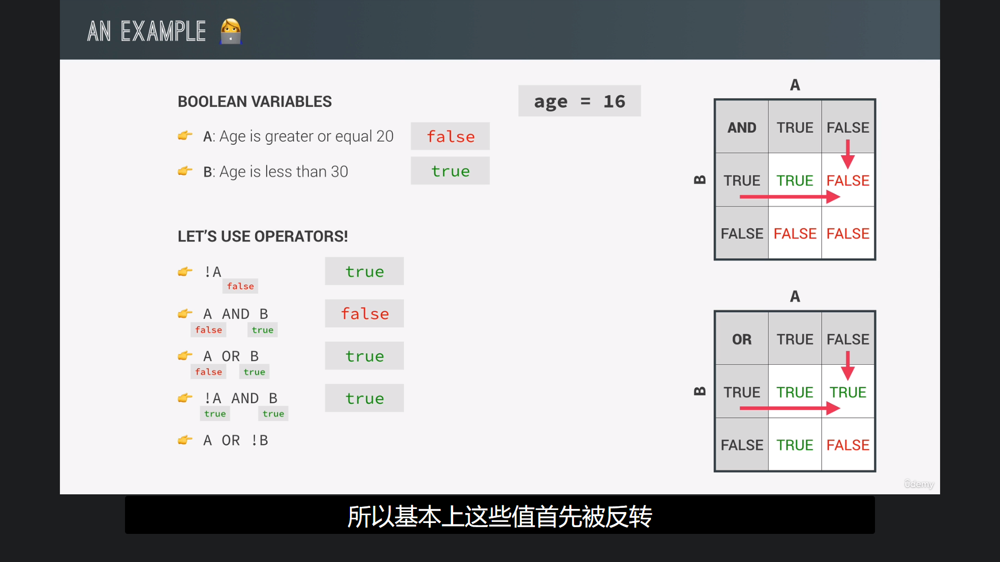 AN EXAMPLE
BOOLEAN VARIABLES
age = 16
A: Age is greater or equal 20
false
B: Age is less than 30
true
LET'S USE OPERATORS!
!A
true
false
A AND B
false
false
true
A OR B
true
false
true
!A AND B
true
true
true
A OR !B
A
AND TRUE FALSE
B
TRUE TRUE FALSE
FALSE FALSE FALSE
A
OR TRUE FALSE
B
TRUE TRUE TRUE
FALSE TRUE FALSE
ûdemy
所以基本上这些值首先被反转